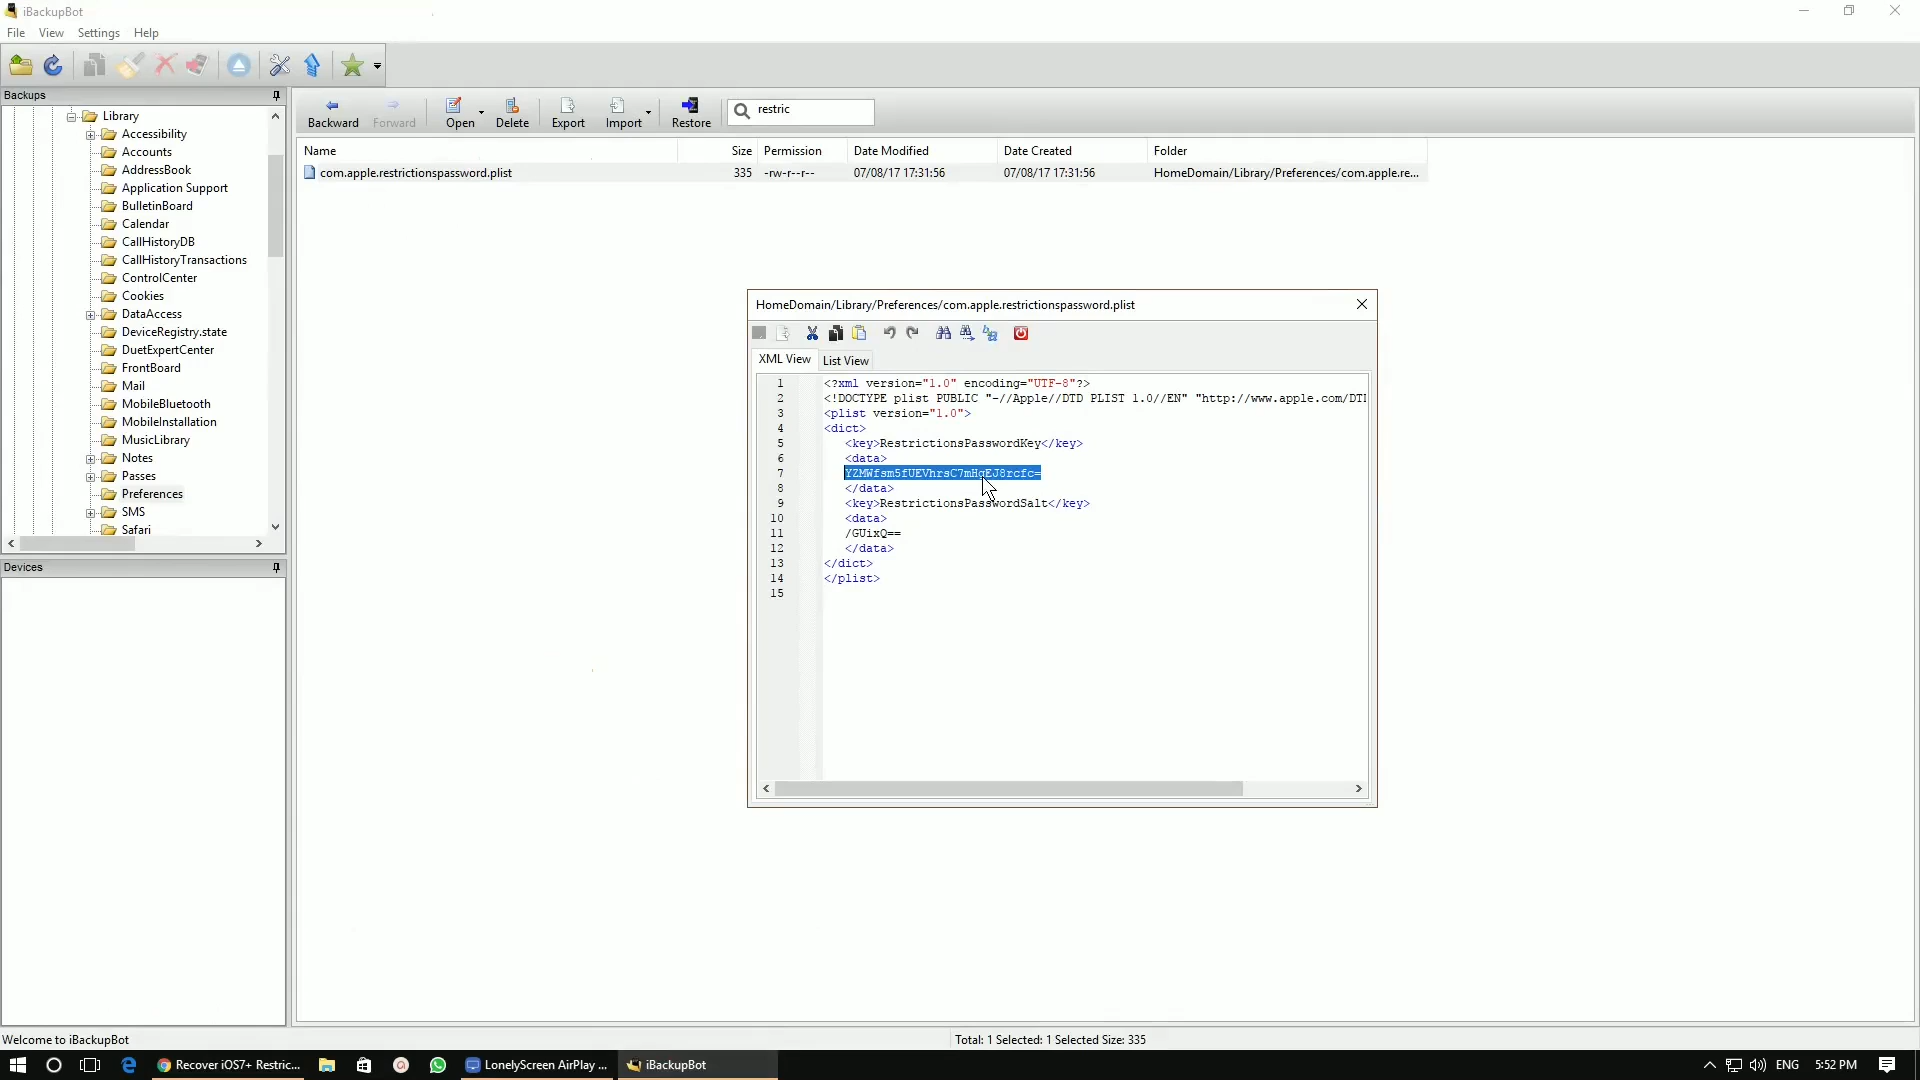 iBackupBot
File View Settings Help
Backups
Library
Accessibility
Accounts
AddressBook
Application Support
BulletinBoard
Calendar
CallHistoryDB
CallHistoryTransactions
ControlCenter
Cookies
DataAccess
DeviceRegistry.state
DuetExpertCenter
FrontBoard
Mail
MobileBluetooth
MobileInstallation
MusicLibrary
Notes
Passes
Preferences
SMS
Safari
Devices
Backward Forward Open Delete Export Import Restore restric
Name Size Permission Date Modified Date Created Folder
com.apple.restrictionspassword.plist 335 -rw-r--r-- 07/08/17 17:31:56 07/08/17 17:31:56 HomeDomain/Library/Preferences/com.apple.re...
HomeDomain/Library/Preferences/com.apple.restrictionspassword.plist
XML View List View
1 <?xml version="1.0" encoding="UTF-8"?>
2 <!DOCTYPE plist PUBLIC "-//Apple//DTD PLIST 1.0//EN" "http://www.apple.com/DTI
3 <plist version="1.0">
4 <dict>
5 <key>RestrictionsPasswordKey</key>
6 <data>
7 YZMWfsm5fUEVhrsC7mHqEJ8rcfc=
8 </data>
9 <key>RestrictionsPasswordSalt</key>
10 <data>
11 /GUixQ==
12 </data>
13 </dict>
14 </plist>
15
Welcome to iBackupBot Total: 1 Selected: 1 Selected Size: 335
Recover iOS7+ Restric... LonelyScreen AirPlay ... iBackupBot ENG 5:52 PM